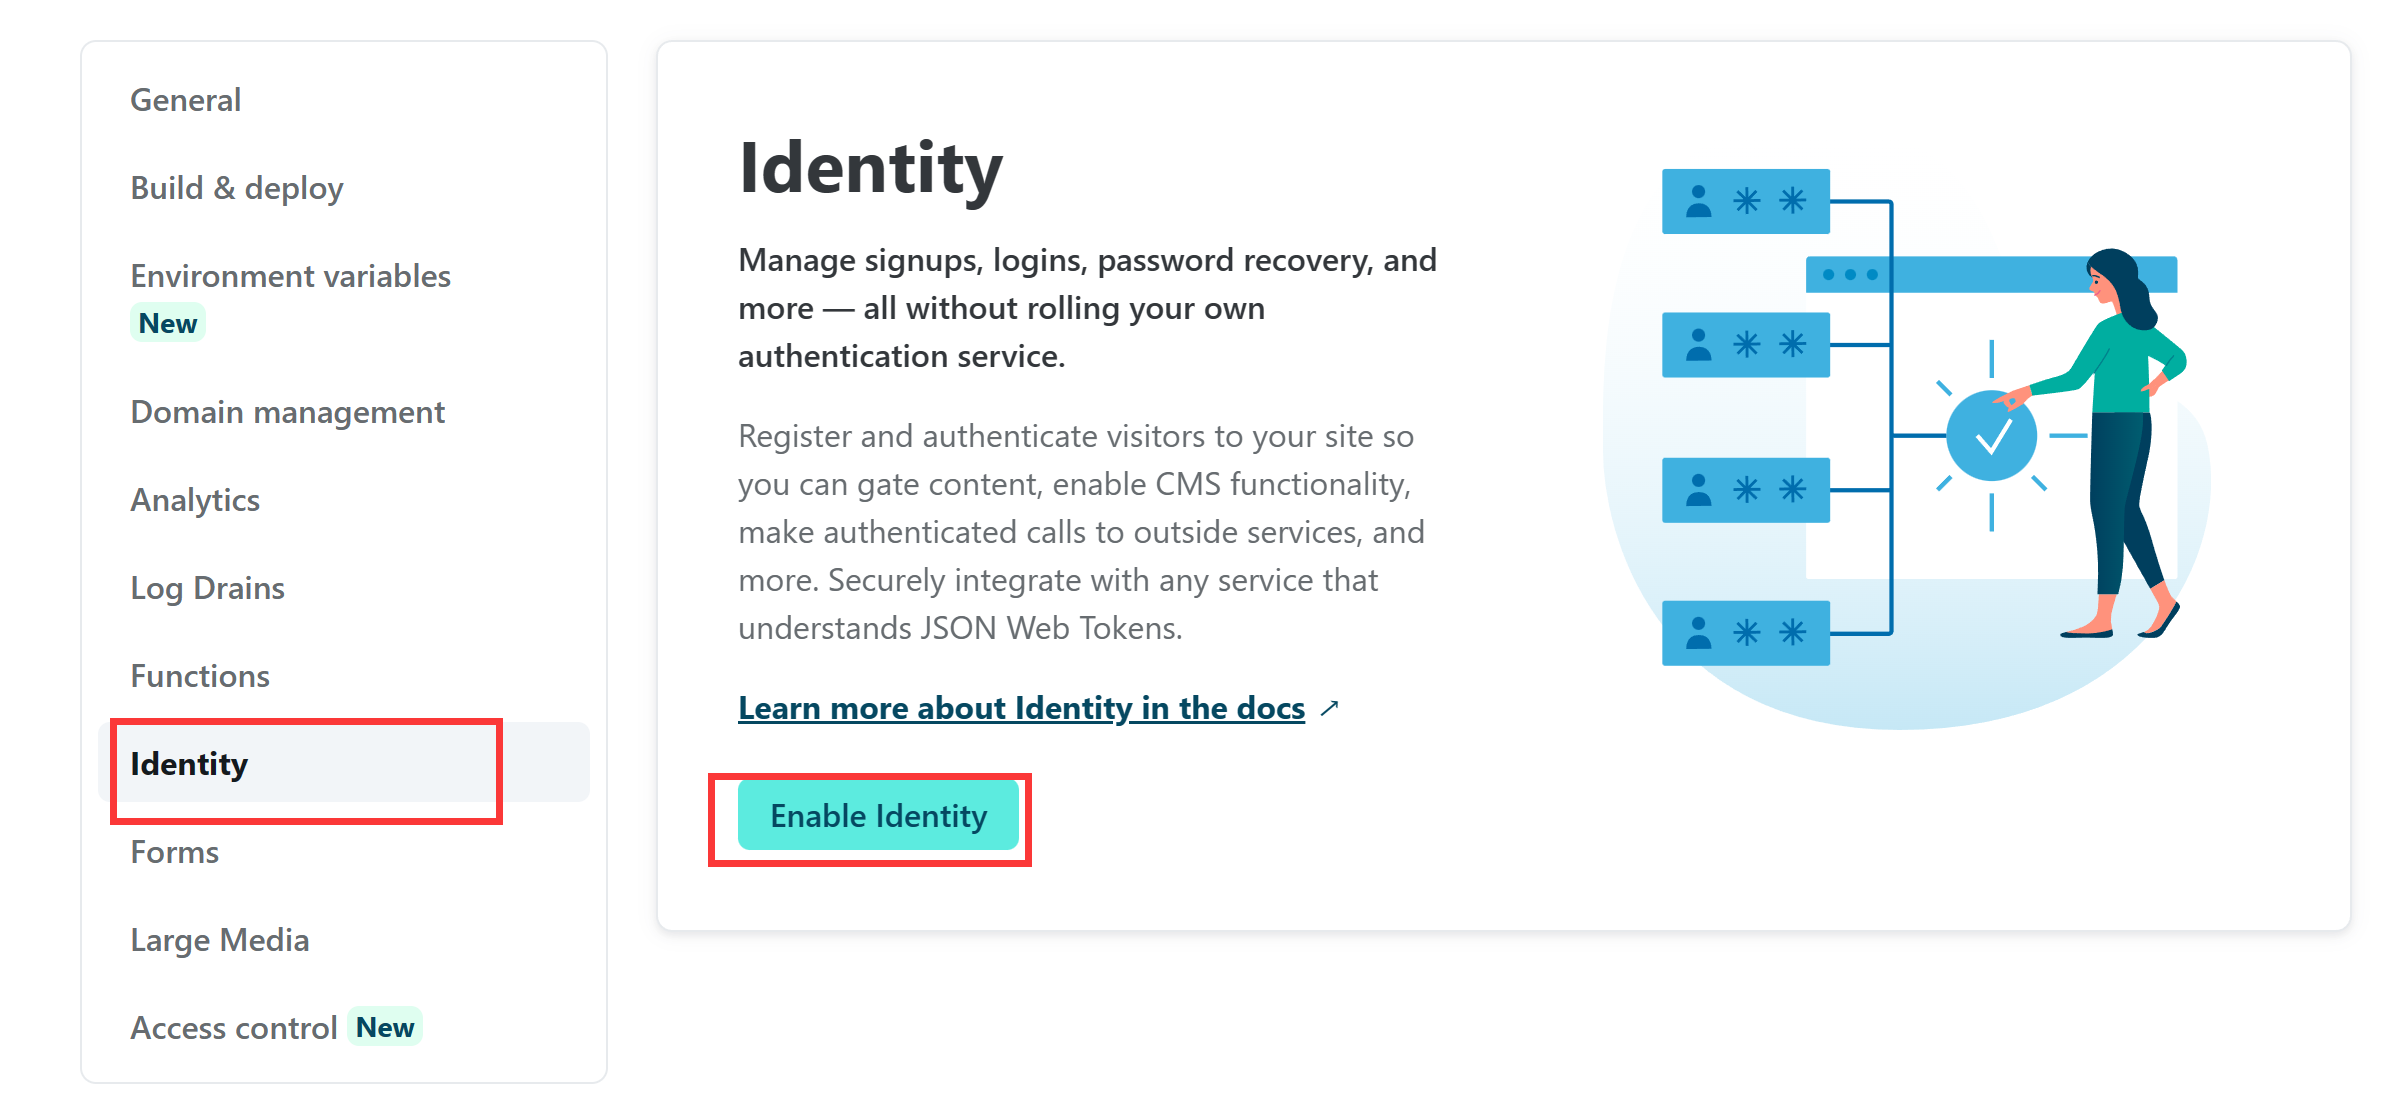 General
Build & deploy
Environment variables
New
Domain management
Analytics
Log Drains
Functions
Identity
Forms
Large Media
Access control New
Identity
Manage signups, logins, password recovery, and
more — all without rolling your own
authentication service.
Register and authenticate visitors to your site so
you can gate content, enable CMS functionality,
make authenticated calls to outside services, and
more. Securely integrate with any service that
understands JSON Web Tokens.
Learn more about Identity in the docs ↗
Enable Identity